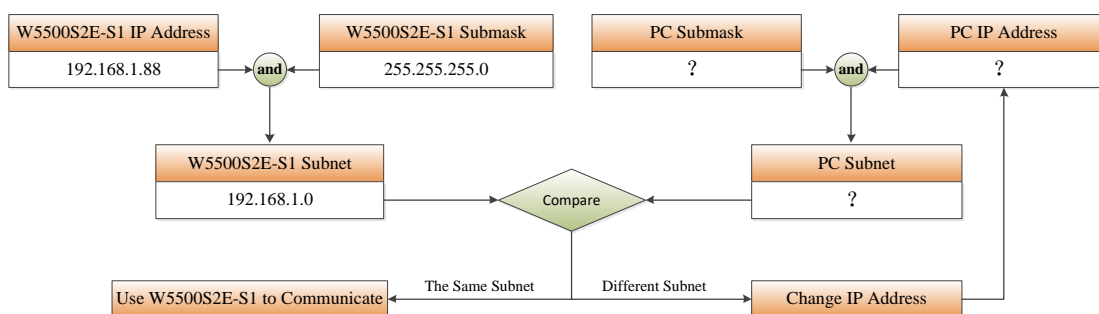 W5500S2E-S1 IP Address
192.168.1.88
and
W5500S2E-S1 Submask
255.255.255.0
PC Submask
?
and
PC IP Address
?
W5500S2E-S1 Subnet
192.168.1.0
Compare
PC Subnet
?
Use W5500S2E-S1 to Communicate
The Same Subnet
Different Subnet
Change IP Address